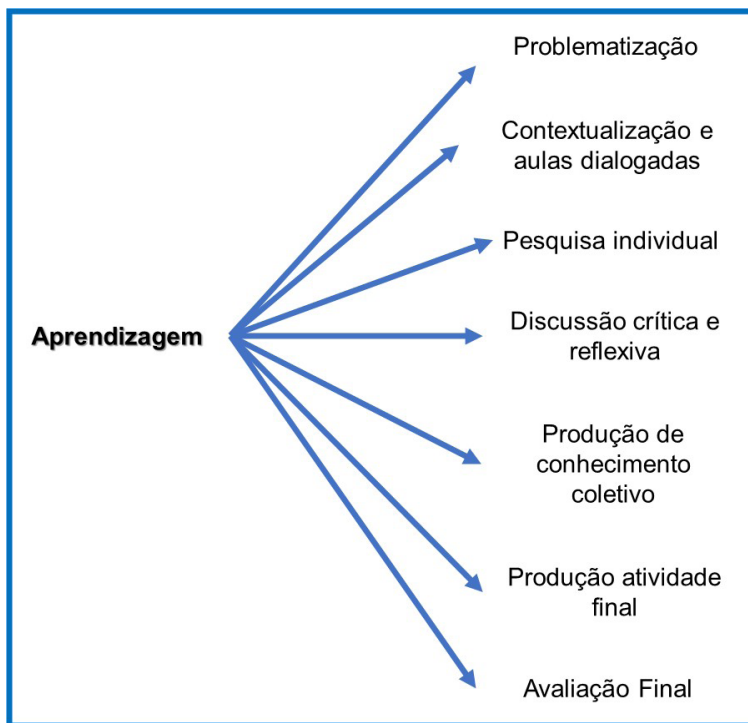 Problematização
Contextualização e
aulas dialogadas
Pesquisa individual
Aprendizagem
Discussão crítica e
reflexiva
Produção de
conhecimento
coletivo
Produção atividade
final
Avaliação Final